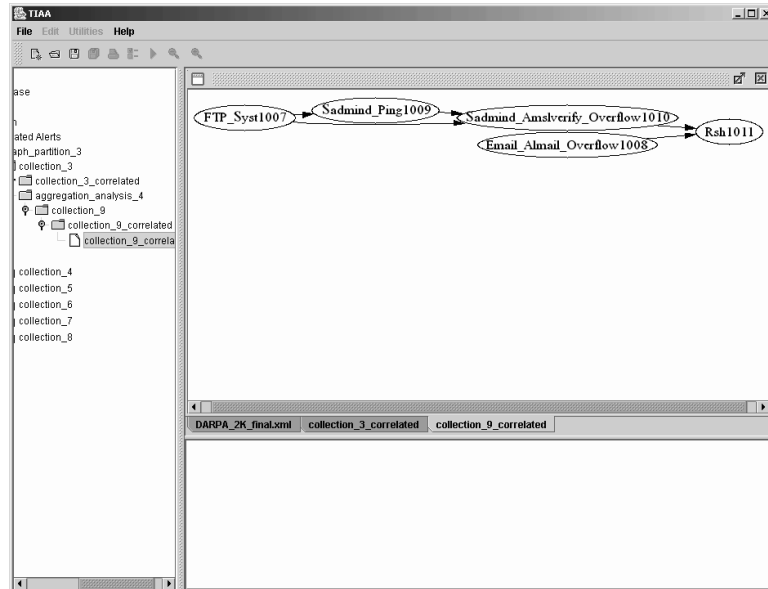 TIAA
File Edit Utilities Help
ase
n
ated Alerts
aph_partition_3
collection_3
collection_3_correlated
aggregation_analysis_4
collection_9
collection_9_correlated
collection_9_correla
collection_4
collection_5
collection_6
collection_7
collection_8
FTP_Syst1007
Sadmind_Ping1009
Sadmind_Amslverify_Overflow1010
Email_Almail_Overflow1008
Rsh1011
DARPA_2K_final.xml collection_3_correlated collection_9_correlated